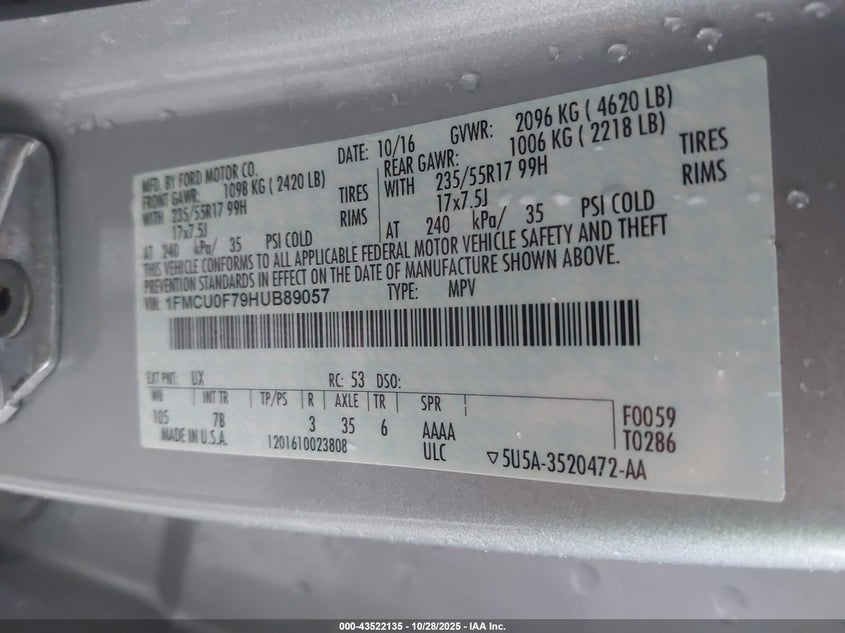 MFD. BY FORD MOTOR CO.
DATE: 10/16 GVWR: 2096 KG ( 4620 LB)
FRONT GAWR: 1098 KG ( 2420 LB)
REAR GAWR: 1006 KG ( 2218 LB)
WITH 235/55R17 99H TIRES
WITH 235/55R17 99H TIRES
17x7.5J RIMS
17x7.5J RIMS
AT 240 kPa/ 35 PSI COLD
AT 240 kPa/ 35 PSI COLD
THIS VEHICLE CONFORMS TO ALL APPLICABLE FEDERAL MOTOR VEHICLE SAFETY AND THEFT
PREVENTION STANDARDS IN EFFECT ON THE DATE OF MANUFACTURE SHOWN ABOVE.
VIN: 1FMCU0F79HUB89057 TYPE: MPV
EXT PNT: UX RC: 53 DSO:
WB INT TR TP/PS R AXLE TR SPR
105 7B 3 35 6 AAAA
F0059
T0286
MADE IN U.S.A. 1201610023808 ULC
▽5U5A-3520472-AA
000-43522135 - 10/28/2025 - IAA Inc.